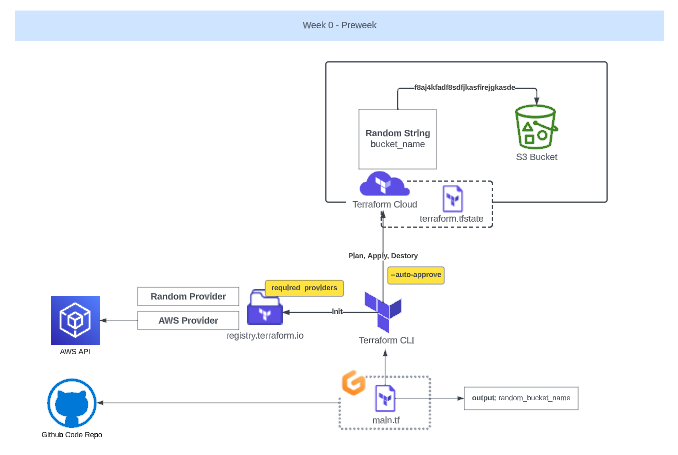 Week 0 - Preweek
f8aj4kfadf8sdfjkasfirejgkasde
Random String
bucket_name
S3 Bucket
Terraform Cloud
terraform.tfstate
Plan, Apply, Destory
--auto-approve
required_providers
Random Provider
AWS Provider
Init
registry.terraform.io
Terraform CLI
AWS API
main.tf
output; random_bucket_name
Github Code Repo